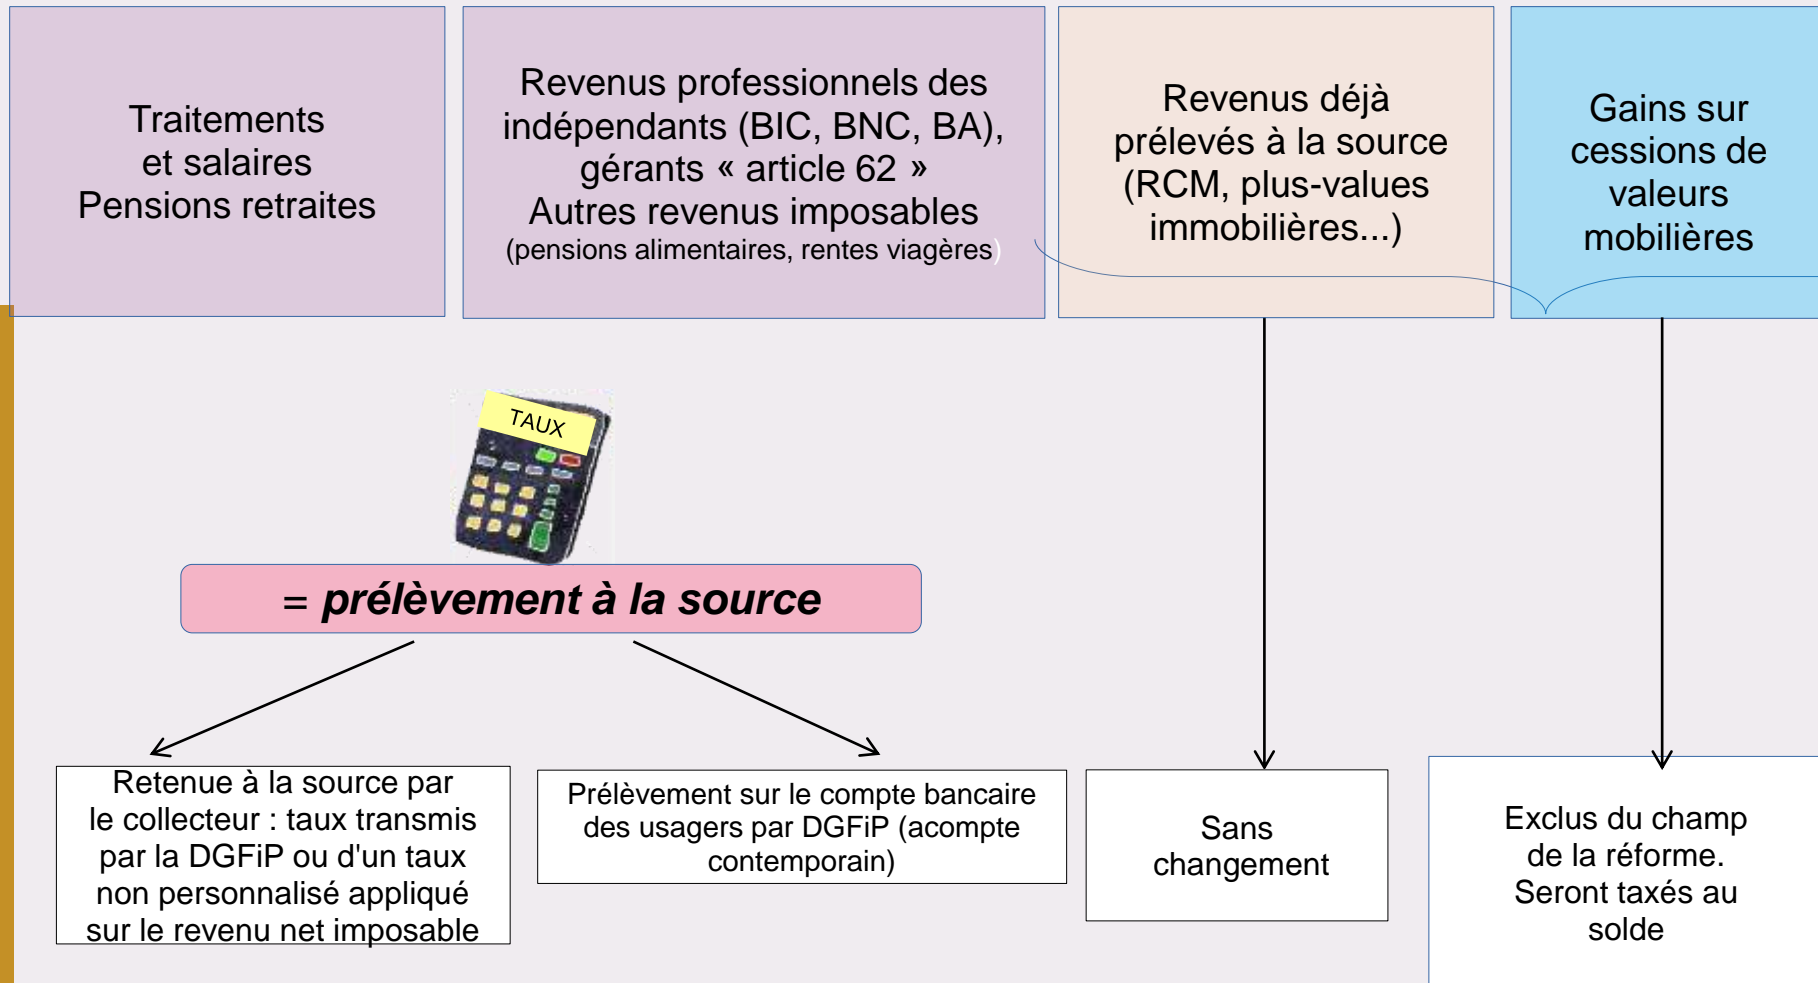 Traitements
et salaires
Pensions retraites
Revenus professionnels des
indépendants (BIC, BNC, BA),
gérants « article 62 »
Autres revenus imposables
(pensions alimentaires, rentes viagères)
Revenus déjà
prélevés à la source
(RCM, plus-values
immobilières...)
Gains sur
cessions de
valeurs
mobilières
TAUX
= prélèvement à la source
Retenue à la source par
le collecteur : taux transmis
par la DGFiP ou d'un taux
non personnalisé appliqué
sur le revenu net imposable
Prélèvement sur le compte bancaire
des usagers par DGFiP (acompte
contemporain)
Sans
changement
Exclus du champ
de la réforme.
Seront taxés au
solde